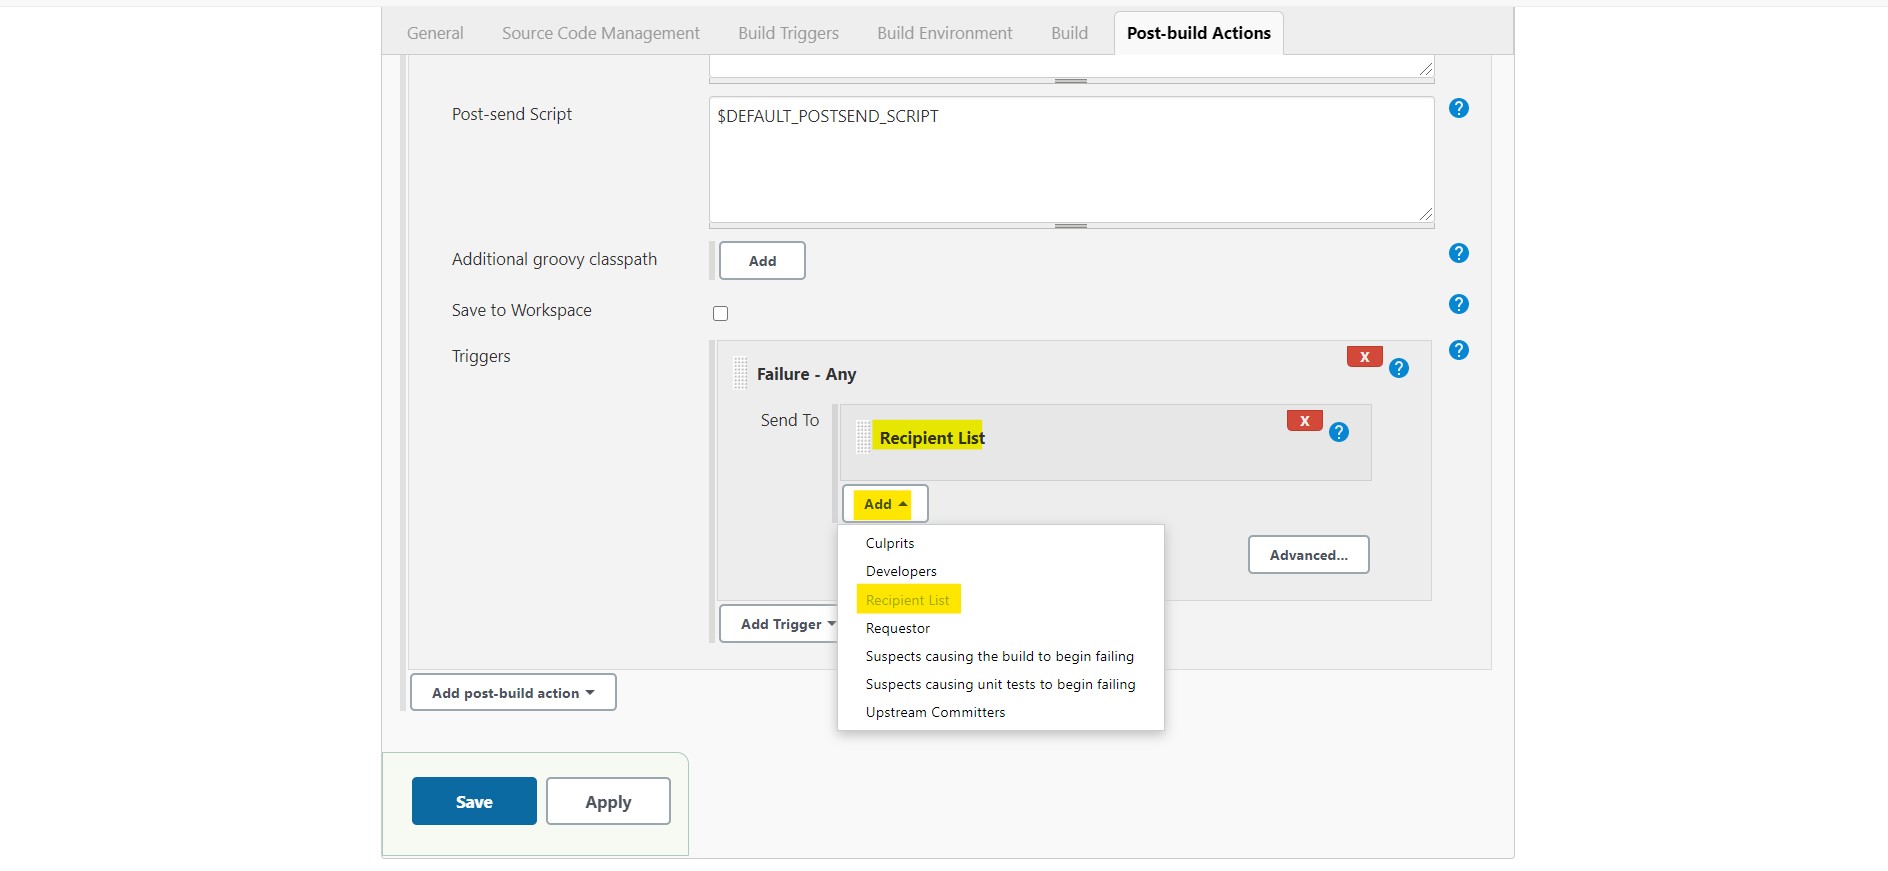 General Source Code Management Build Triggers Build Environment Build Post-build Actions
Post-send Script
$DEFAULT_POSTSEND_SCRIPT
?
Additional groovy classpath
Add
?
Save to Workspace
?
Triggers
?
X
?
Failure - Any
Send To
X
?
Recipient List
Add
Culprits
Developers
Recipient List
Requestor
Suspects causing the build to begin failing
Suspects causing unit tests to begin failing
Upstream Committers
Advanced...
Add Trigger
Add post-build action
Save
Apply